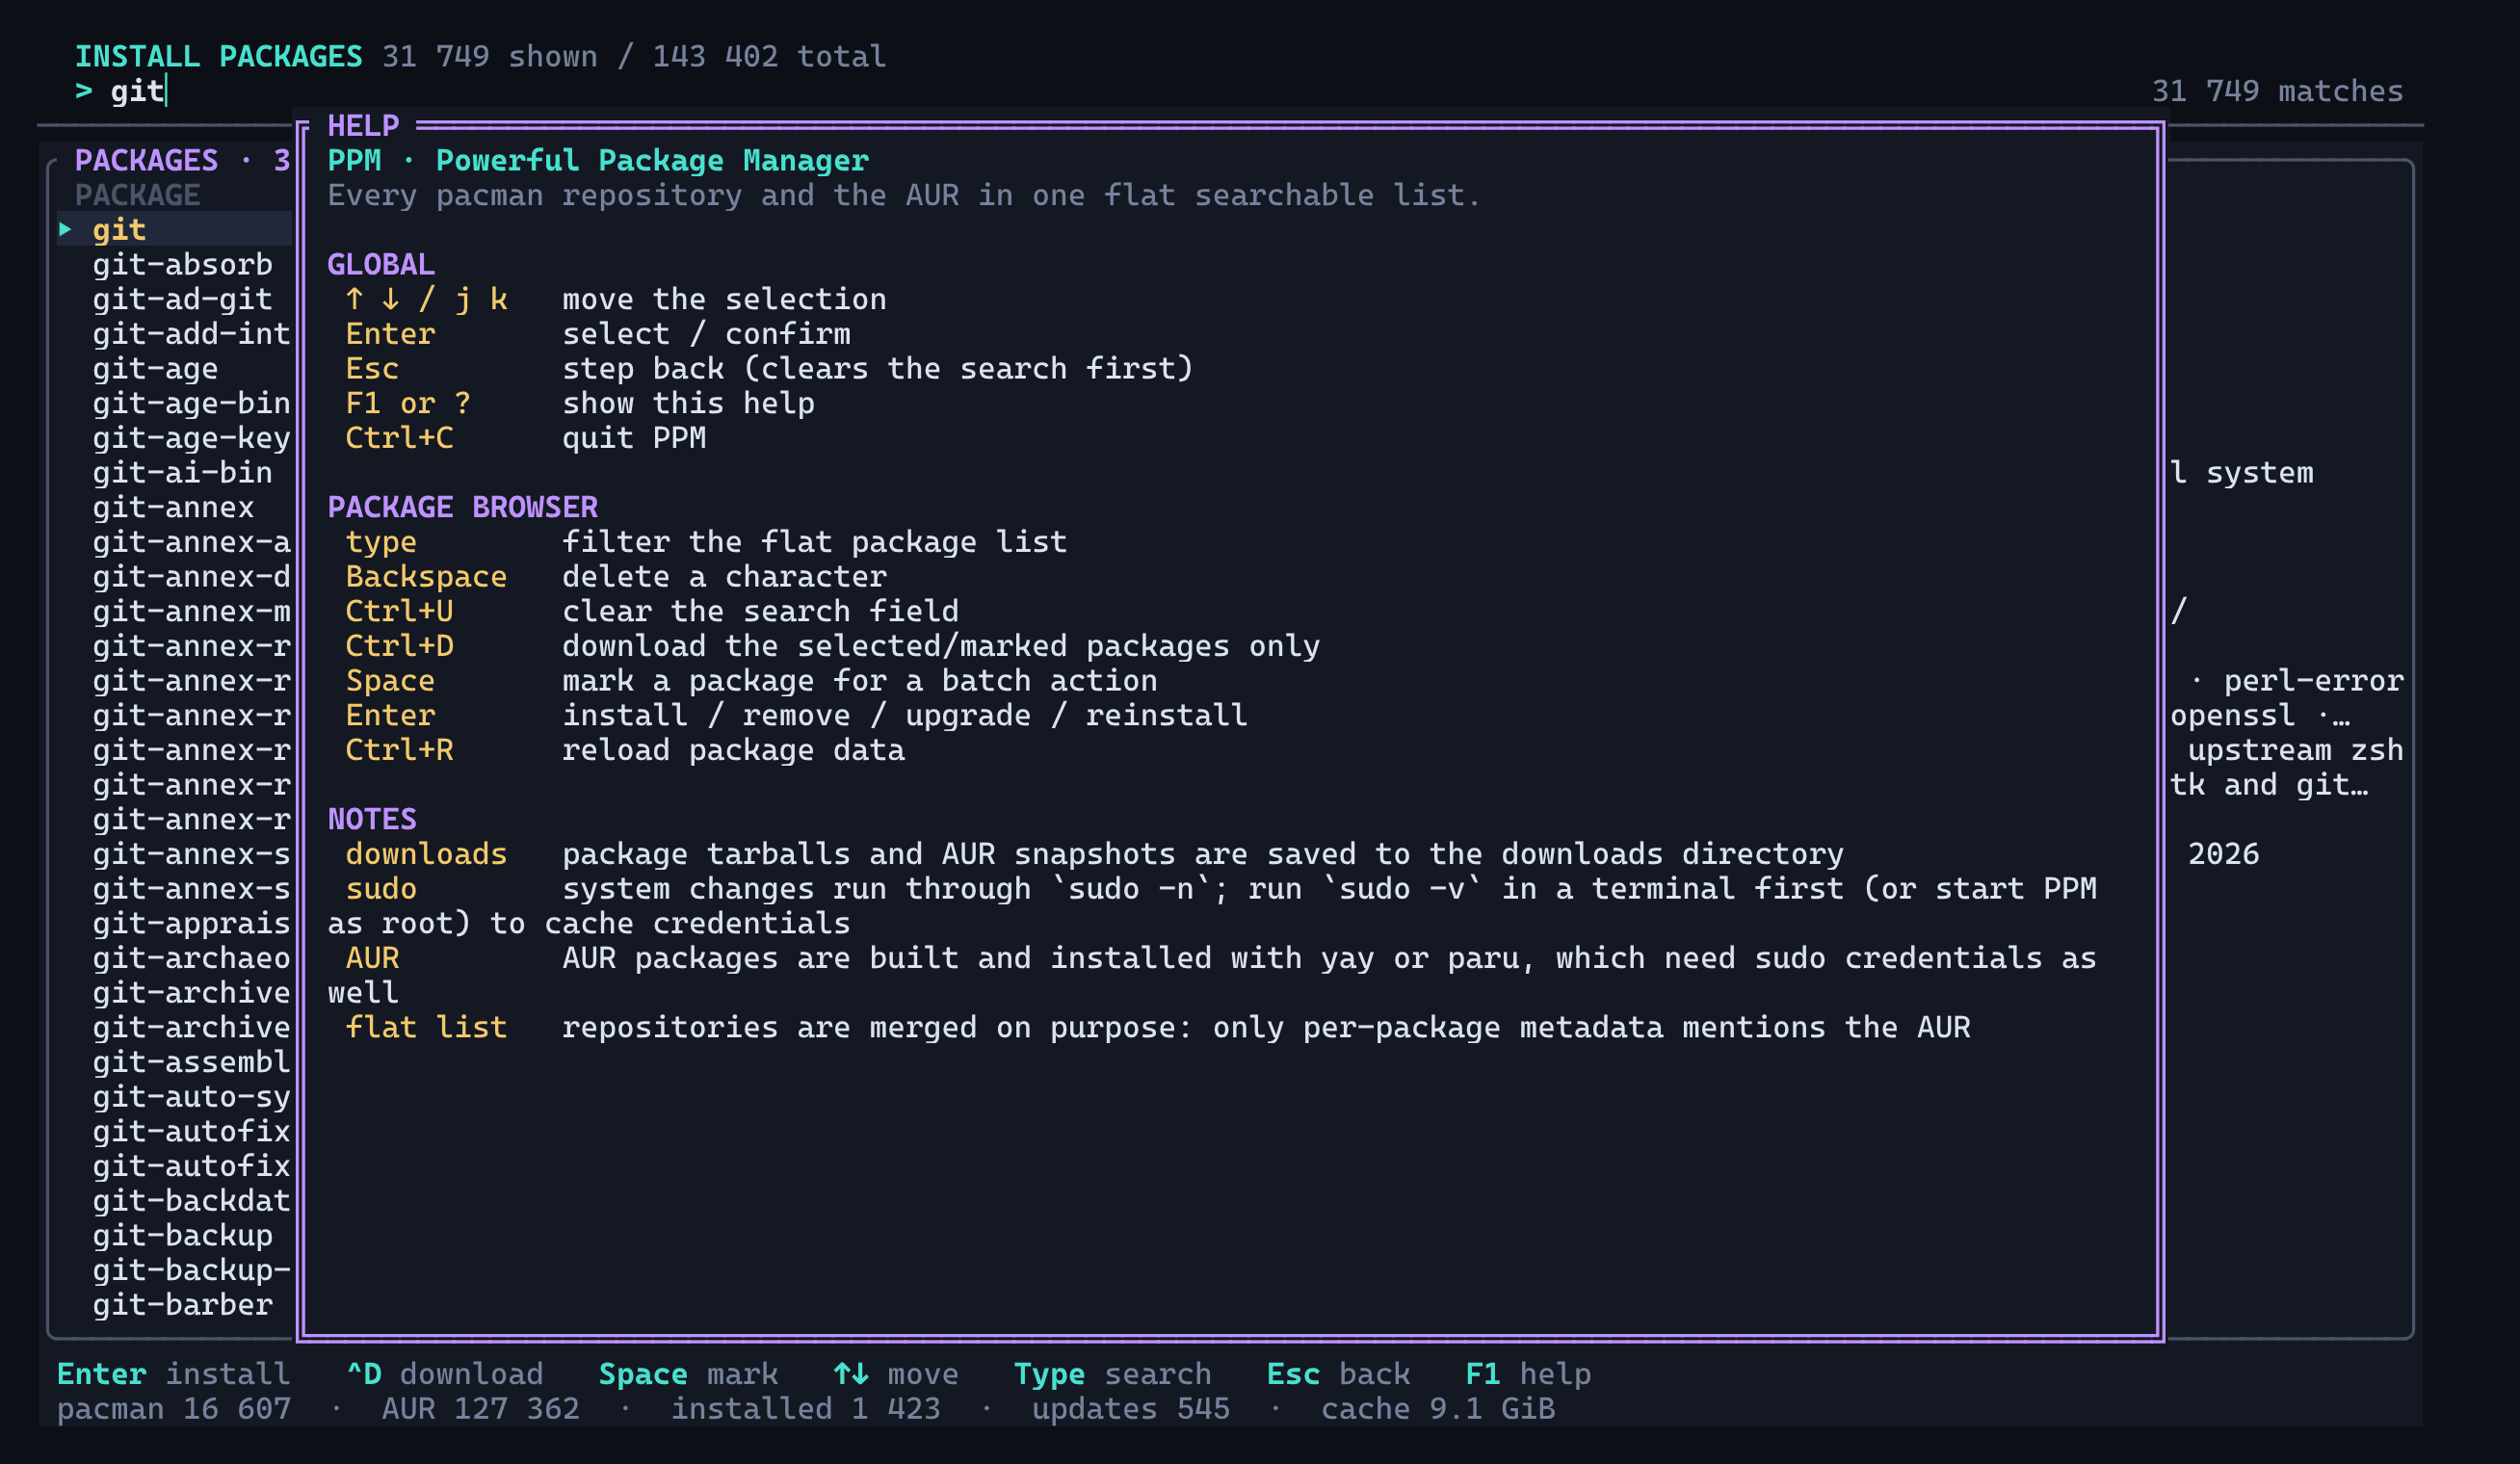 INSTALL PACKAGES 31 749 shown / 143 402 total
> git
31 749 matches
HELP
PACKAGES · 3
PACKAGE
git
git-absorb
git-ad-git
git-add-int
git-age
git-age-bin
git-age-key
git-ai-bin
git-annex
git-annex-a
git-annex-d
git-annex-m
git-annex-r
git-annex-r
git-annex-r
git-annex-r
git-annex-r
git-annex-r
git-annex-s
git-annex-s
git-apprais
git-archaeo
git-archive
git-archive
git-assembl
git-auto-sy
git-autofix
git-autofix
git-backdat
git-backup
git-backup-
git-barber
PPM · Powerful Package Manager
Every pacman repository and the AUR in one flat searchable list.
GLOBAL
↑ ↓ / j k move the selection
Enter select / confirm
Esc step back (clears the search first)
F1 or ? show this help
Ctrl+C quit PPM
PACKAGE BROWSER
type filter the flat package list
Backspace delete a character
Ctrl+U clear the search field
Ctrl+D download the selected/marked packages only
Space mark a package for a batch action
Enter install / remove / upgrade / reinstall
Ctrl+R reload package data
NOTES
downloads package tarballs and AUR snapshots are saved to the downloads directory
sudo system changes run through `sudo -n`; run `sudo -v` in a terminal first (or start PPM
as root) to cache credentials
AUR AUR packages are built and installed with yay or paru, which need sudo credentials as
well
flat list repositories are merged on purpose: only per-package metadata mentions the AUR
l system
/
· perl-error
openssl ·…
upstream zsh
tk and git…
2026
Enter install ^D download Space mark ↑↓ move Type search Esc back F1 help
pacman 16 607 · AUR 127 362 · installed 1 423 · updates 545 · cache 9.1 GiB